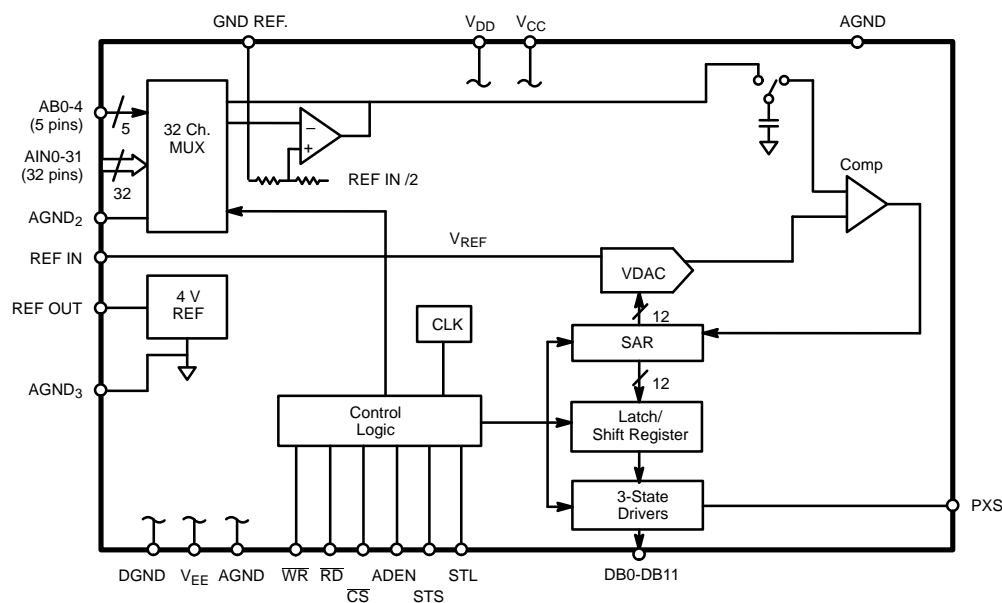 GND REF.
VDD
VCC
AGND
AB0-4
(5 pins)
5
32 Ch.
MUX
−
+
AIN0-31
(32 pins)
32
REF IN /2
Comp
AGND2
REF IN
VREF
VDAC
REF OUT
4 V
REF
12
CLK
SAR
AGND3
12
Control
Logic
Latch/
Shift Register
3-State
Drivers
PXS
DGND
VEE
AGND
WR
RD
CS
ADEN
STS
STL
DB0-DB11